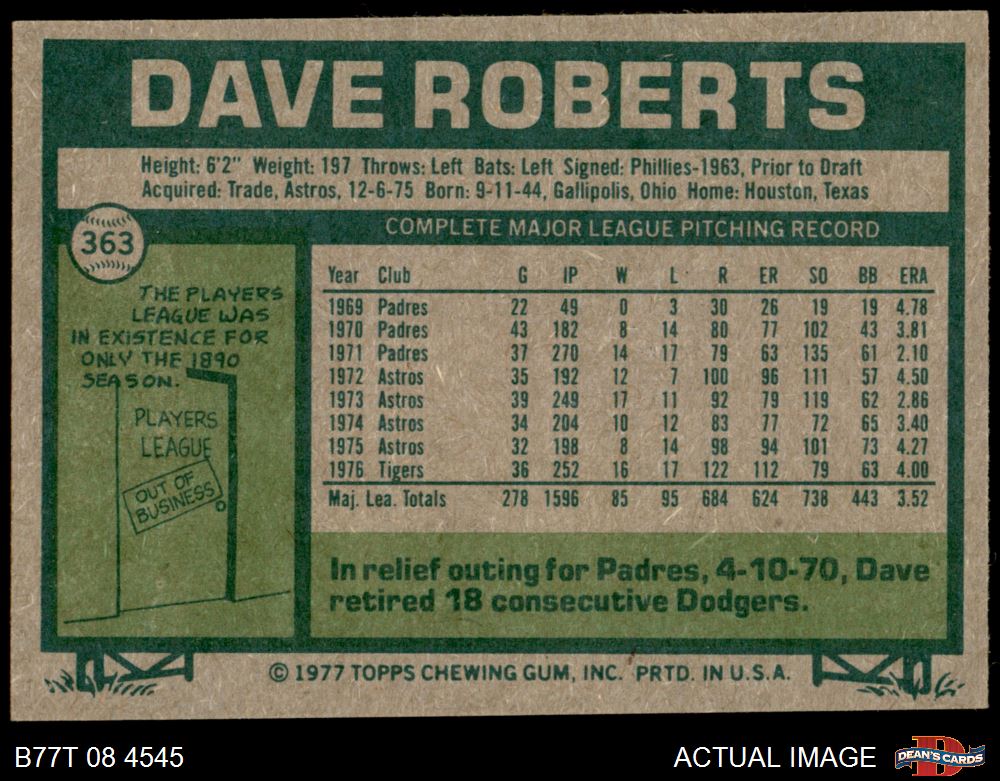 DAVE ROBERTS
Height: 6'2" Weight: 197 Throws: Left Bats: Left Signed: Phillies-1963, Prior to Draft
Acquired: Trade, Astros, 12-6-75 Born: 9-11-44, Gallipolis, Ohio Home: Houston, Texas
363
THE PLAYERS
LEAGUE WAS
IN EXISTENCE FOR
ONLY THE 1890
SEASON.
PLAYERS
LEAGUE
OUT OF
BUSINESS
COMPLETE MAJOR LEAGUE PITCHING RECORD
Year Club G IP W L R ER SO BB ERA
1969 Padres 22 49 0 3 30 26 19 19 4.78
1970 Padres 43 182 8 14 80 77 102 43 3.81
1971 Padres 37 270 14 17 79 63 135 61 2.10
1972 Astros 35 192 12 7 100 96 111 57 4.50
1973 Astros 39 249 17 11 92 79 119 62 2.86
1974 Astros 34 204 10 12 83 77 72 65 3.40
1975 Astros 32 198 8 14 98 94 101 73 4.27
1976 Tigers 36 252 16 17 122 112 79 63 4.00
Maj. Lea. Totals 278 1596 85 95 684 624 738 443 3.52
In relief outing for Padres, 4-10-70, Dave
retired 18 consecutive Dodgers.
© 1977 TOPPS CHEWING GUM, INC. PRTD. IN U.S.A.
B77T 08 4545
ACTUAL IMAGE
D
DEAN'S CARDS